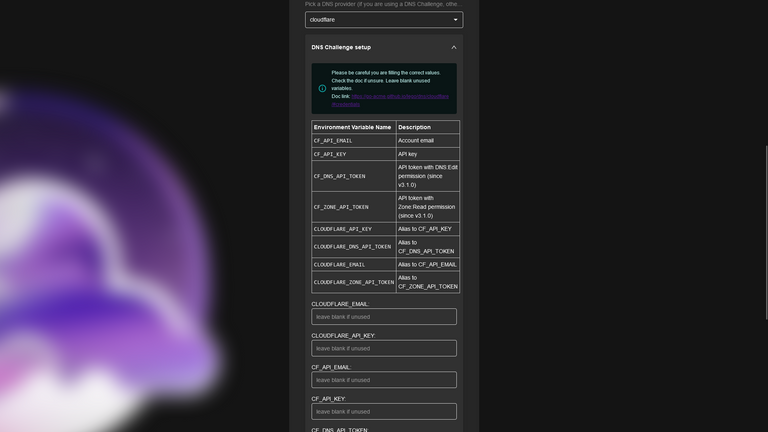 Pick a DNS provider (if you are using a DNS Challenge, othe...
cloudflare
DNS Challenge setup
Please be careful you are filling the correct values.
Check the doc if unsure. Leave blank unused
variables.
Doc link:
Environment Variable Name Description
CF_API_EMAIL Account email
CF_API_KEY API key
CF_DNS_API_TOKEN API token with DNS:Edit
permission (since
v3.1.0)
CF_ZONE_API_TOKEN API token with
Zone:Read permission
(since v3.1.0)
CLOUDFLARE_API_KEY Alias to CF_API_KEY
CLOUDFLARE_DNS_API_TOKEN Alias to
CF_DNS_API_TOKEN
CLOUDFLARE_EMAIL Alias to CF_API_EMAIL
CLOUDFLARE_ZONE_API_TOKEN Alias to
CF_ZONE_API_TOKEN
CLOUDFLARE_EMAIL:
leave blank if unused
CLOUDFLARE_API_KEY:
leave blank if unused
CF_API_EMAIL:
leave blank if unused
CF_API_KEY:
leave blank if unused
CF_DNS_API_TOKEN: